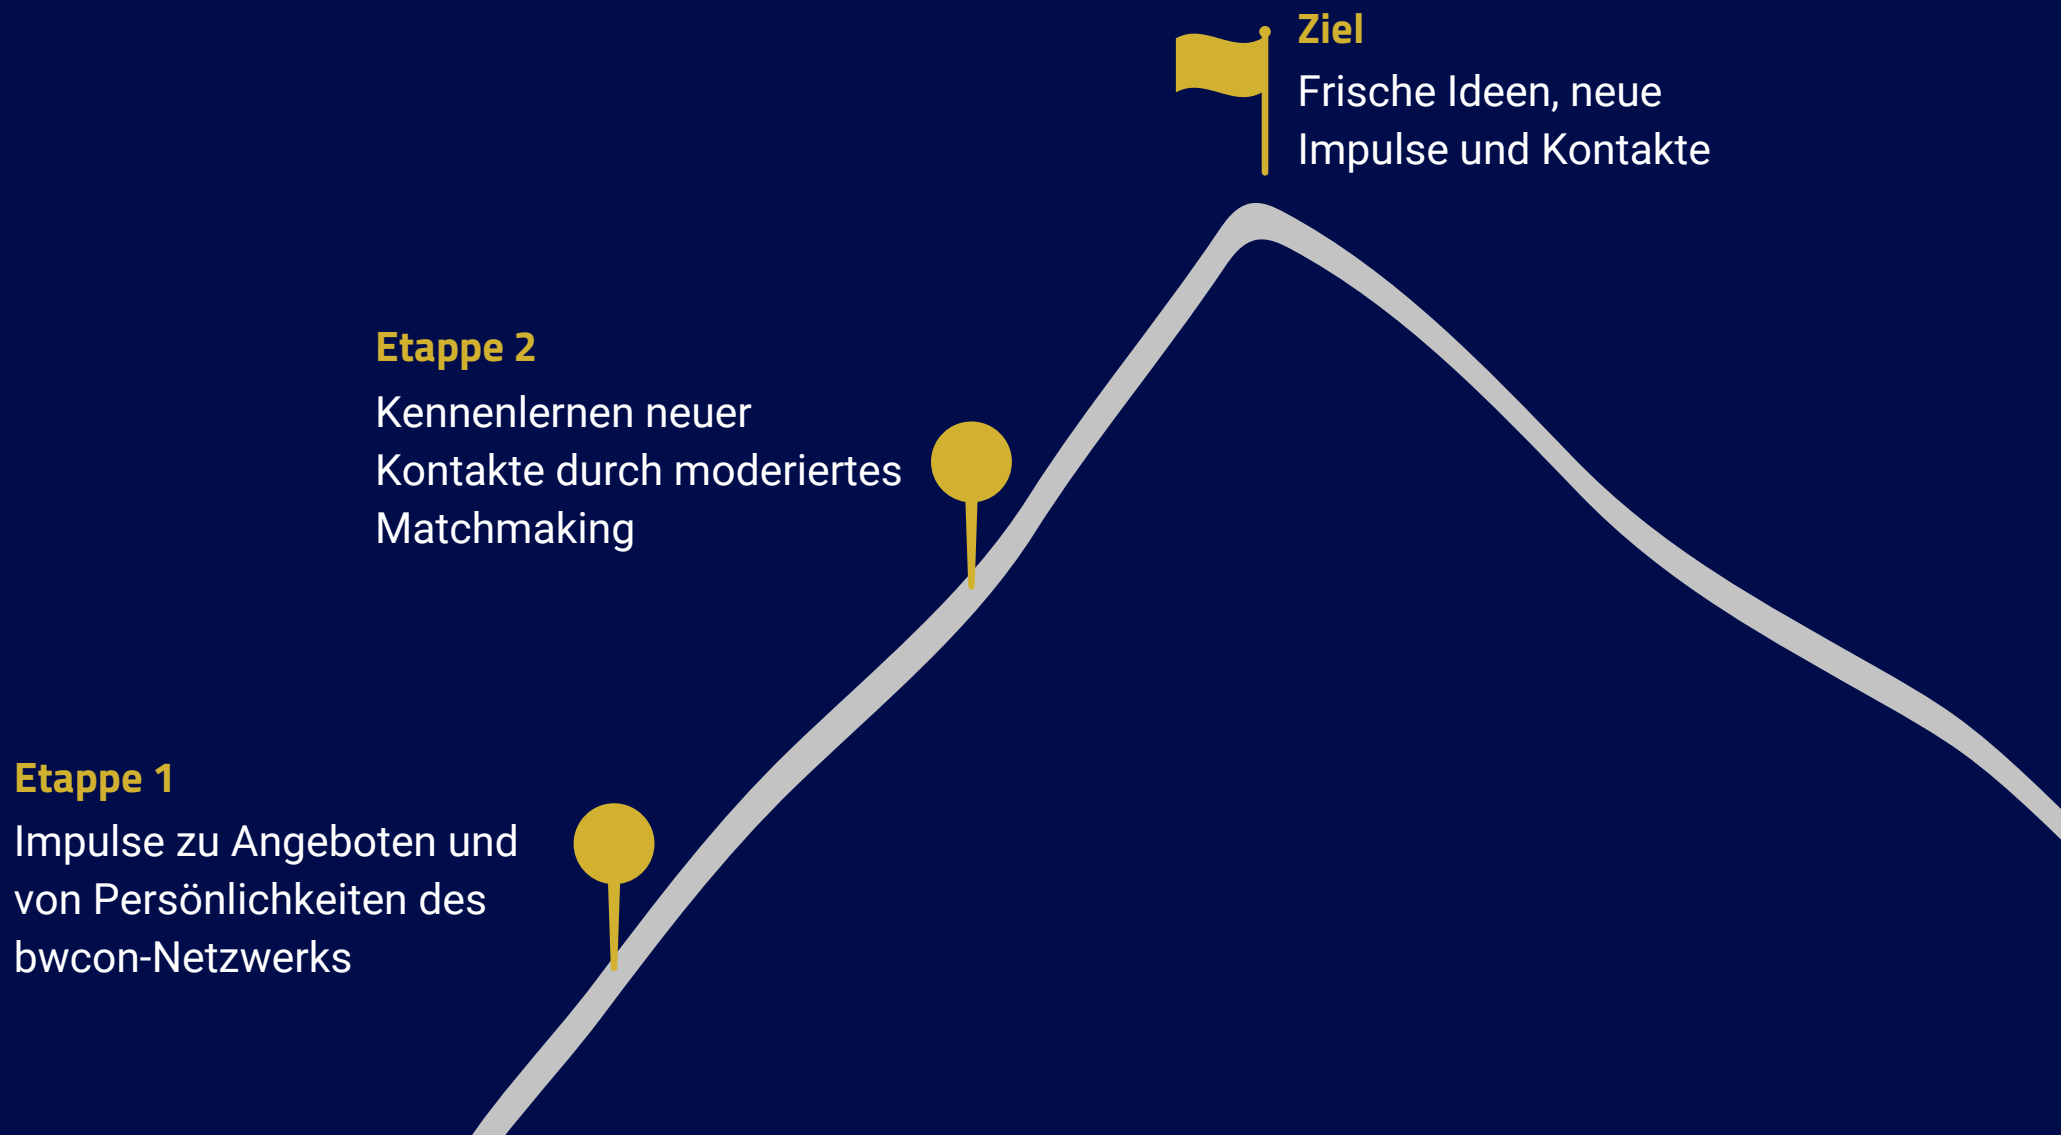 Ziel
Frische Ideen, neue
Impulse und Kontakte
Etappe 2
Kennenlernen neuer
Kontakte durch moderiertes
Matchmaking
Etappe 1
Impulse zu Angeboten und
von Persönlichkeiten des
bwcon-Netzwerks